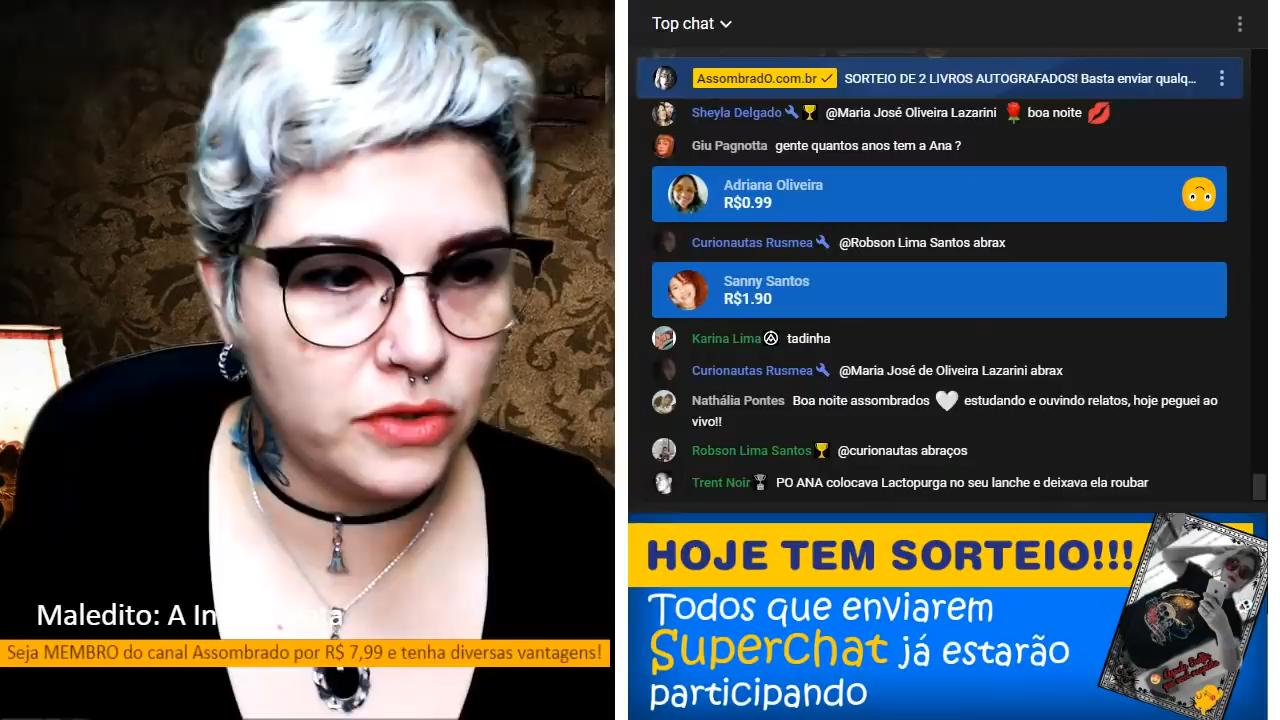 Top chat
AssombradO.com.br SORTEIO DE 2 LIVROS AUTOGRAFADOS! Basta enviar qualq...
Sheyla Delgado @Maria José Oliveira Lazarini boa noite
Giu Pagnotta gente quantos anos tem a Ana ?
Adriana Oliveira
R$0.99
Curionautas Rusmea @Robson Lima Santos abrax
Sanny Santos
R$1.90
Karina Lima tadinha
Curionautas Rusmea @Maria José de Oliveira Lazarini abrax
Nathália Pontes Boa noite assombrados estudando e ouvindo relatos, hoje peguei ao
vivo!!
Robson Lima Santos @curionautas abraços
Trent Noir PO ANA colocava Lactopurga no seu lanche e deixava ela roubar
Maledito: A
Seja MEMBRO do canal Assombrado por R$ 7,99 e tenha diversas vantagens!
HOJE TEM SORTEIO!!!
Todos que enviarem
Superchat já estarão
participando